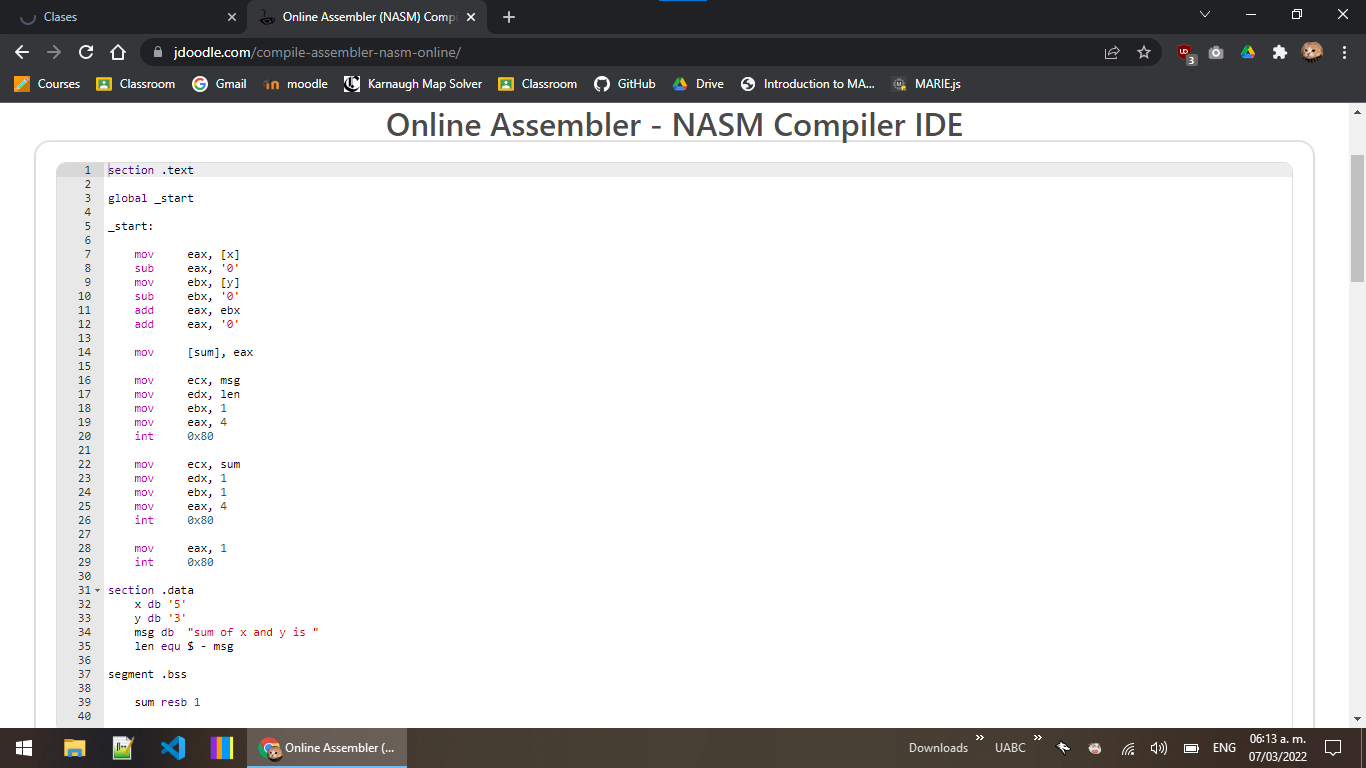 Clases
Online Assembler (NASM) Compi
jdoodle.com/compile-assembler-nasm-online/
3
Courses Classroom Gmail moodle Karnaugh Map Solver Classroom GitHub Drive Introduction to MA... MARIE.js
Online Assembler - NASM Compiler IDE
1 section .text
2
3 global _start
4
5 _start:
6
7 mov eax, [x]
8 sub eax, '0'
9 mov ebx, [y]
10 sub ebx, '0'
11 add eax, ebx
12 add eax, '0'
13
14 mov [sum], eax
15
16 mov ecx, msg
17 mov edx, len
18 mov ebx, 1
19 mov eax, 4
20 int 0x80
21
22 mov ecx, sum
23 mov edx, 1
24 mov ebx, 1
25 mov eax, 4
26 int 0x80
27
28 mov eax, 1
29 int 0x80
30
31 section .data
32 x db '5'
33 y db '3'
34 msg db "sum of x and y is "
35 len equ $ - msg
36
37 segment .bss
38
39 sum resb 1
40
Online Assembler (... Downloads » UABC » ENG 06:13 a. m.
07/03/2022